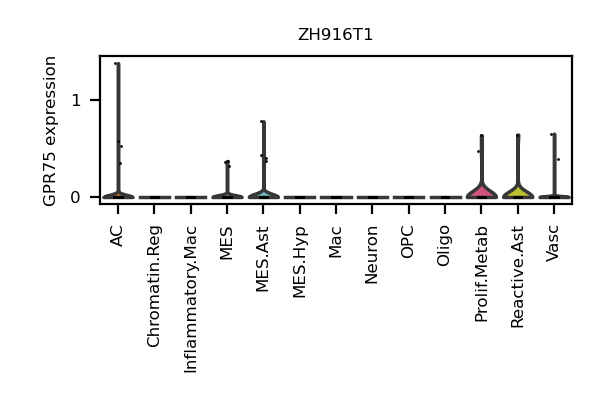 ZH916T1
GPR75 expression
1
0
AC
Chromatin.Reg
Inflammatory.Mac
MES
MES.Ast
MES.Hyp
Mac
Neuron
OPC
Oligo
Prolif.Metab
Reactive.Ast
Vasc